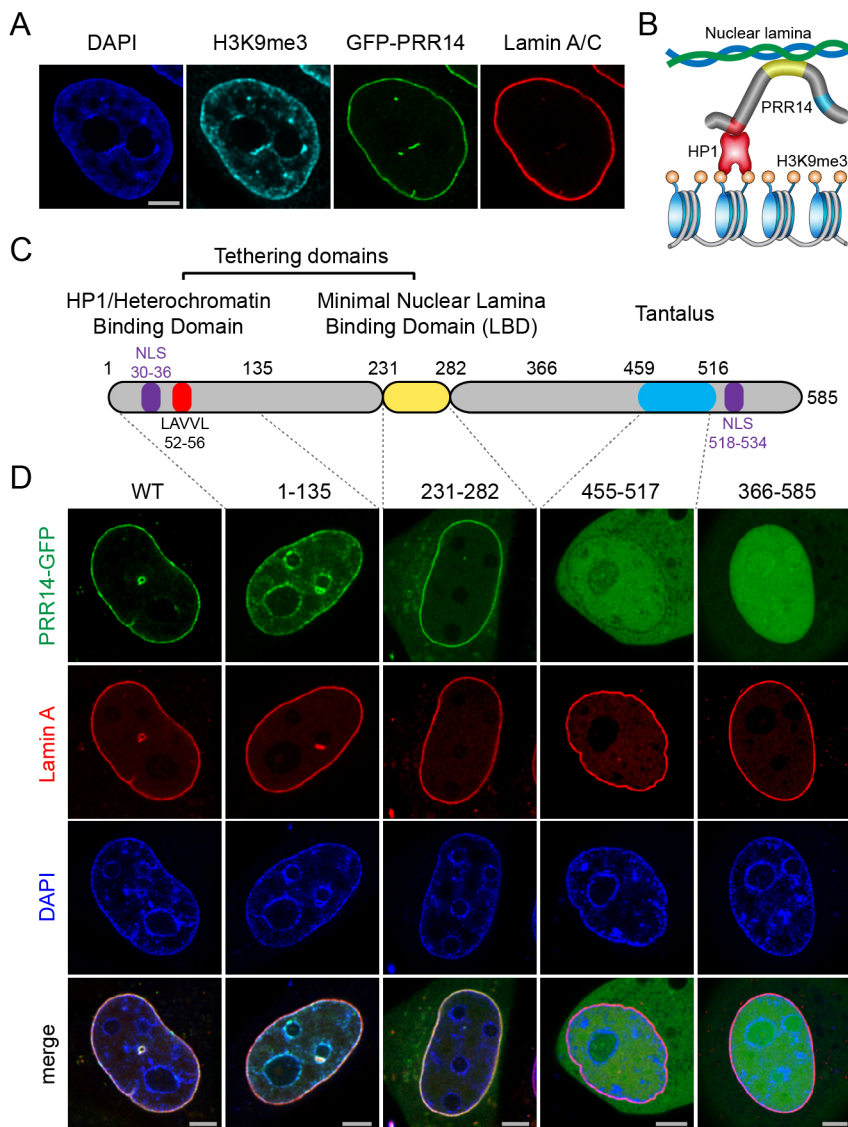 A
DAPI
H3K9me3
GFP-PRR14
Lamin A/C
B
Nuclear lamina
PRR14
HP1
H3K9me3
C
Tethering domains
HP1/Heterochromatin
Binding Domain
Minimal Nuclear Lamina
Binding Domain (LBD)
Tantalus
1
NLS
30-36
135
231
282
366
459
516
585
LAVVL
52-56
NLS
518-534
D
WT
1-135
231-282
455-517
366-585
PRR14-GFP
Lamin A
DAPI
merge